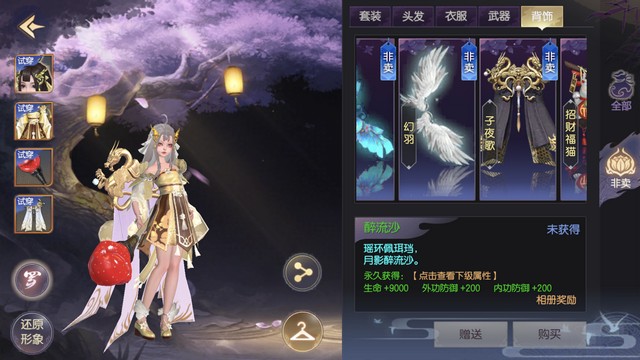 套装
头发
衣服
武器
背饰
试穿
试穿
试穿
试穿
还原
形象
非卖
幻羽
非卖
子夜歌
非卖
招财福猫
全部
非卖
醉流沙
未获得
瑶环佩珥珰，
月影醉流沙。
永久获得：【点击查看下级属性】
生命 +9000 外功防御 +200 内功防御 +200
相册奖励
赠送
购买